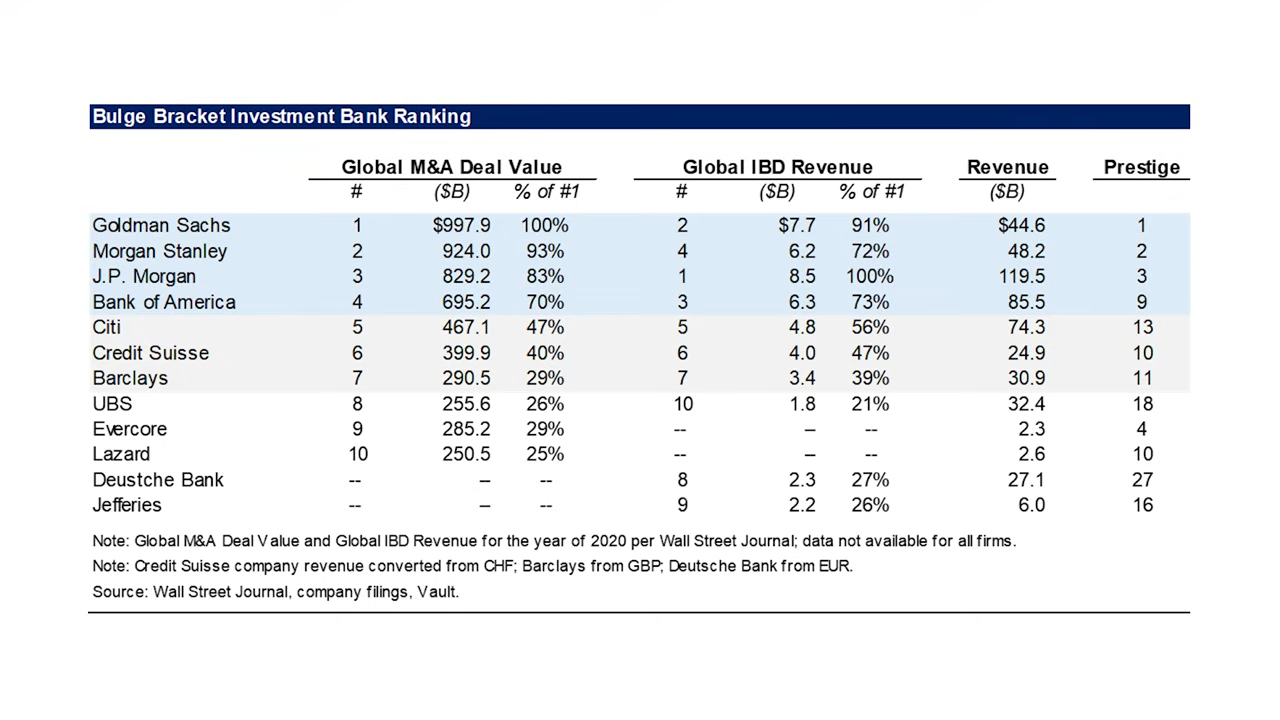 Bulge Bracket Investment Bank Ranking
Global M&A Deal Value Global IBD Revenue Revenue Prestige
# ($B) % of #1 # ($B) % of #1 ($B)
Goldman Sachs 1 $997.9 100% 2 $7.7 91% $44.6 1
Morgan Stanley 2 924.0 93% 4 6.2 72% 48.2 2
J.P. Morgan 3 829.2 83% 1 8.5 100% 119.5 3
Bank of America 4 695.2 70% 3 6.3 73% 85.5 9
Citi 5 467.1 47% 5 4.8 56% 74.3 13
Credit Suisse 6 399.9 40% 6 4.0 47% 24.9 10
Barclays 7 290.5 29% 7 3.4 39% 30.9 11
UBS 8 255.6 26% 10 1.8 21% 32.4 18
Evercore 9 285.2 29% -- – -- 2.3 4
Lazard 10 250.5 25% -- – -- 2.6 10
Deustche Bank -- – -- 8 2.3 27% 27.1 27
Jefferies -- – -- 9 2.2 26% 6.0 16
Note: Global M&A Deal Value and Global IBD Revenue for the year of 2020 per Wall Street Journal; data not available for all firms.
Note: Credit Suisse company revenue converted from CHF; Barclays from GBP; Deutsche Bank from EUR.
Source: Wall Street Journal, company filings, Vault.